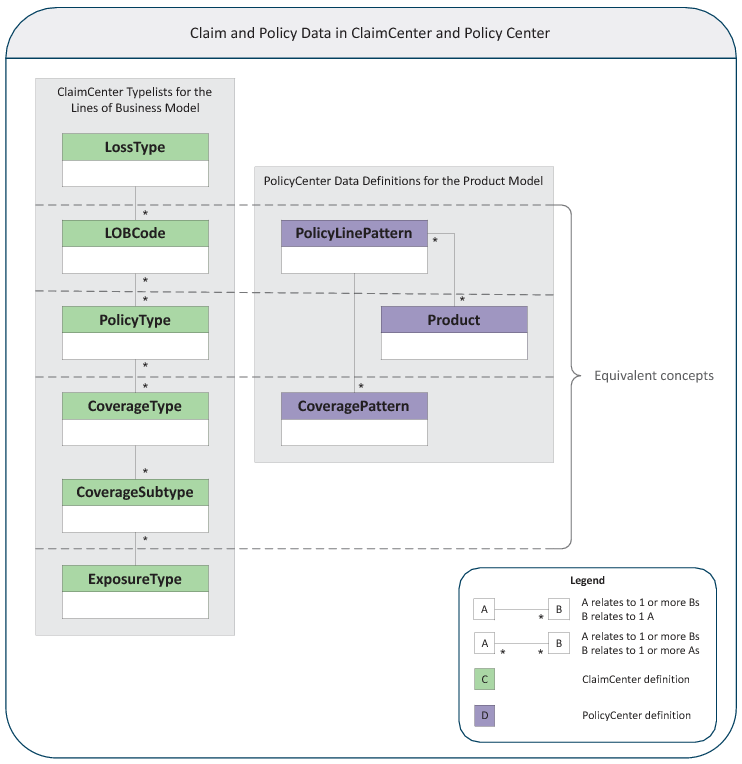 Claim and Policy Data in ClaimCenter and Policy Center
ClaimCenter Typelists for the
Lines of Business Model
LossType
*
LOBCode
*
*
PolicyType
*
*
CoverageType
*
CoverageSubtype
*
ExposureType
PolicyCenter Data Definitions for the Product Model
PolicyLinePattern
*
*
Product
*
CoveragePattern
Equivalent concepts
Legend
A
B
*
A relates to 1 or more Bs
B relates to 1 A
A
B
*
*
A relates to 1 or more Bs
B relates to 1 or more As
C
ClaimCenter definition
D
PolicyCenter definition